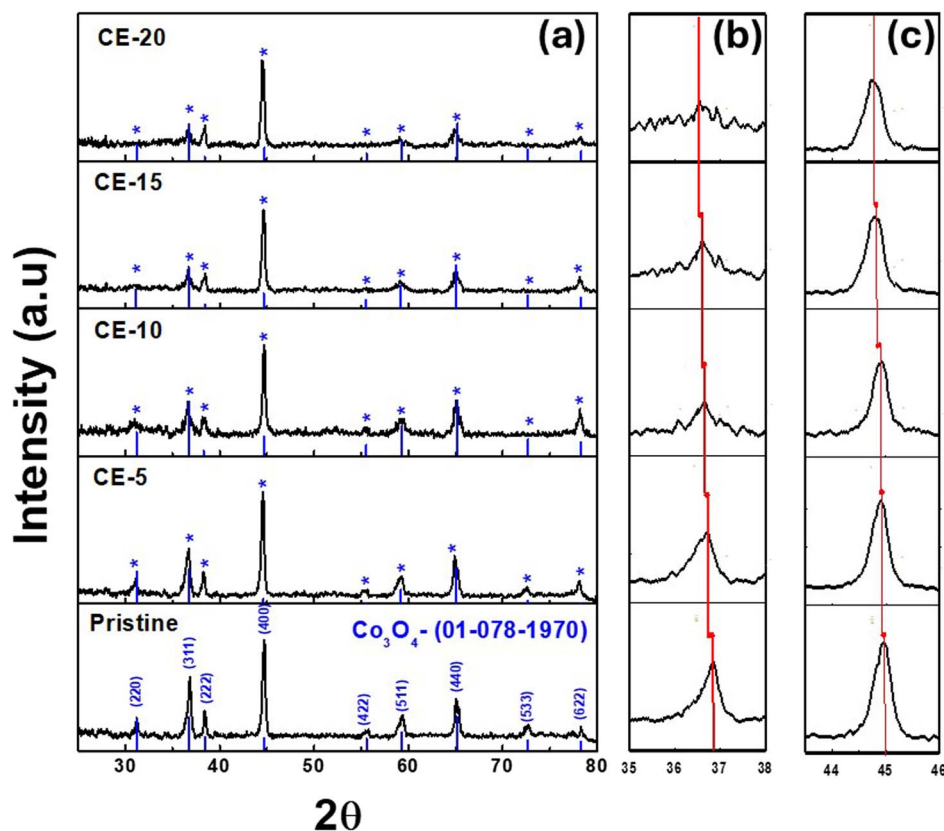 CE-20
(a)
(b)
(c)
* * * * * * * * *
CE-15
* * * * * * * * *
CE-10
* * * * * * * * *
CE-5
* * * * * * * * *
Pristine
Co₃O₄- (01-078-1970)
(220)
(311)
(222)
(400)
(422)
(511)
(440)
(533)
(622)
Intensity (a.u)
30 40 50 60 70 80
35 36 37 38
44 45 46
2θ